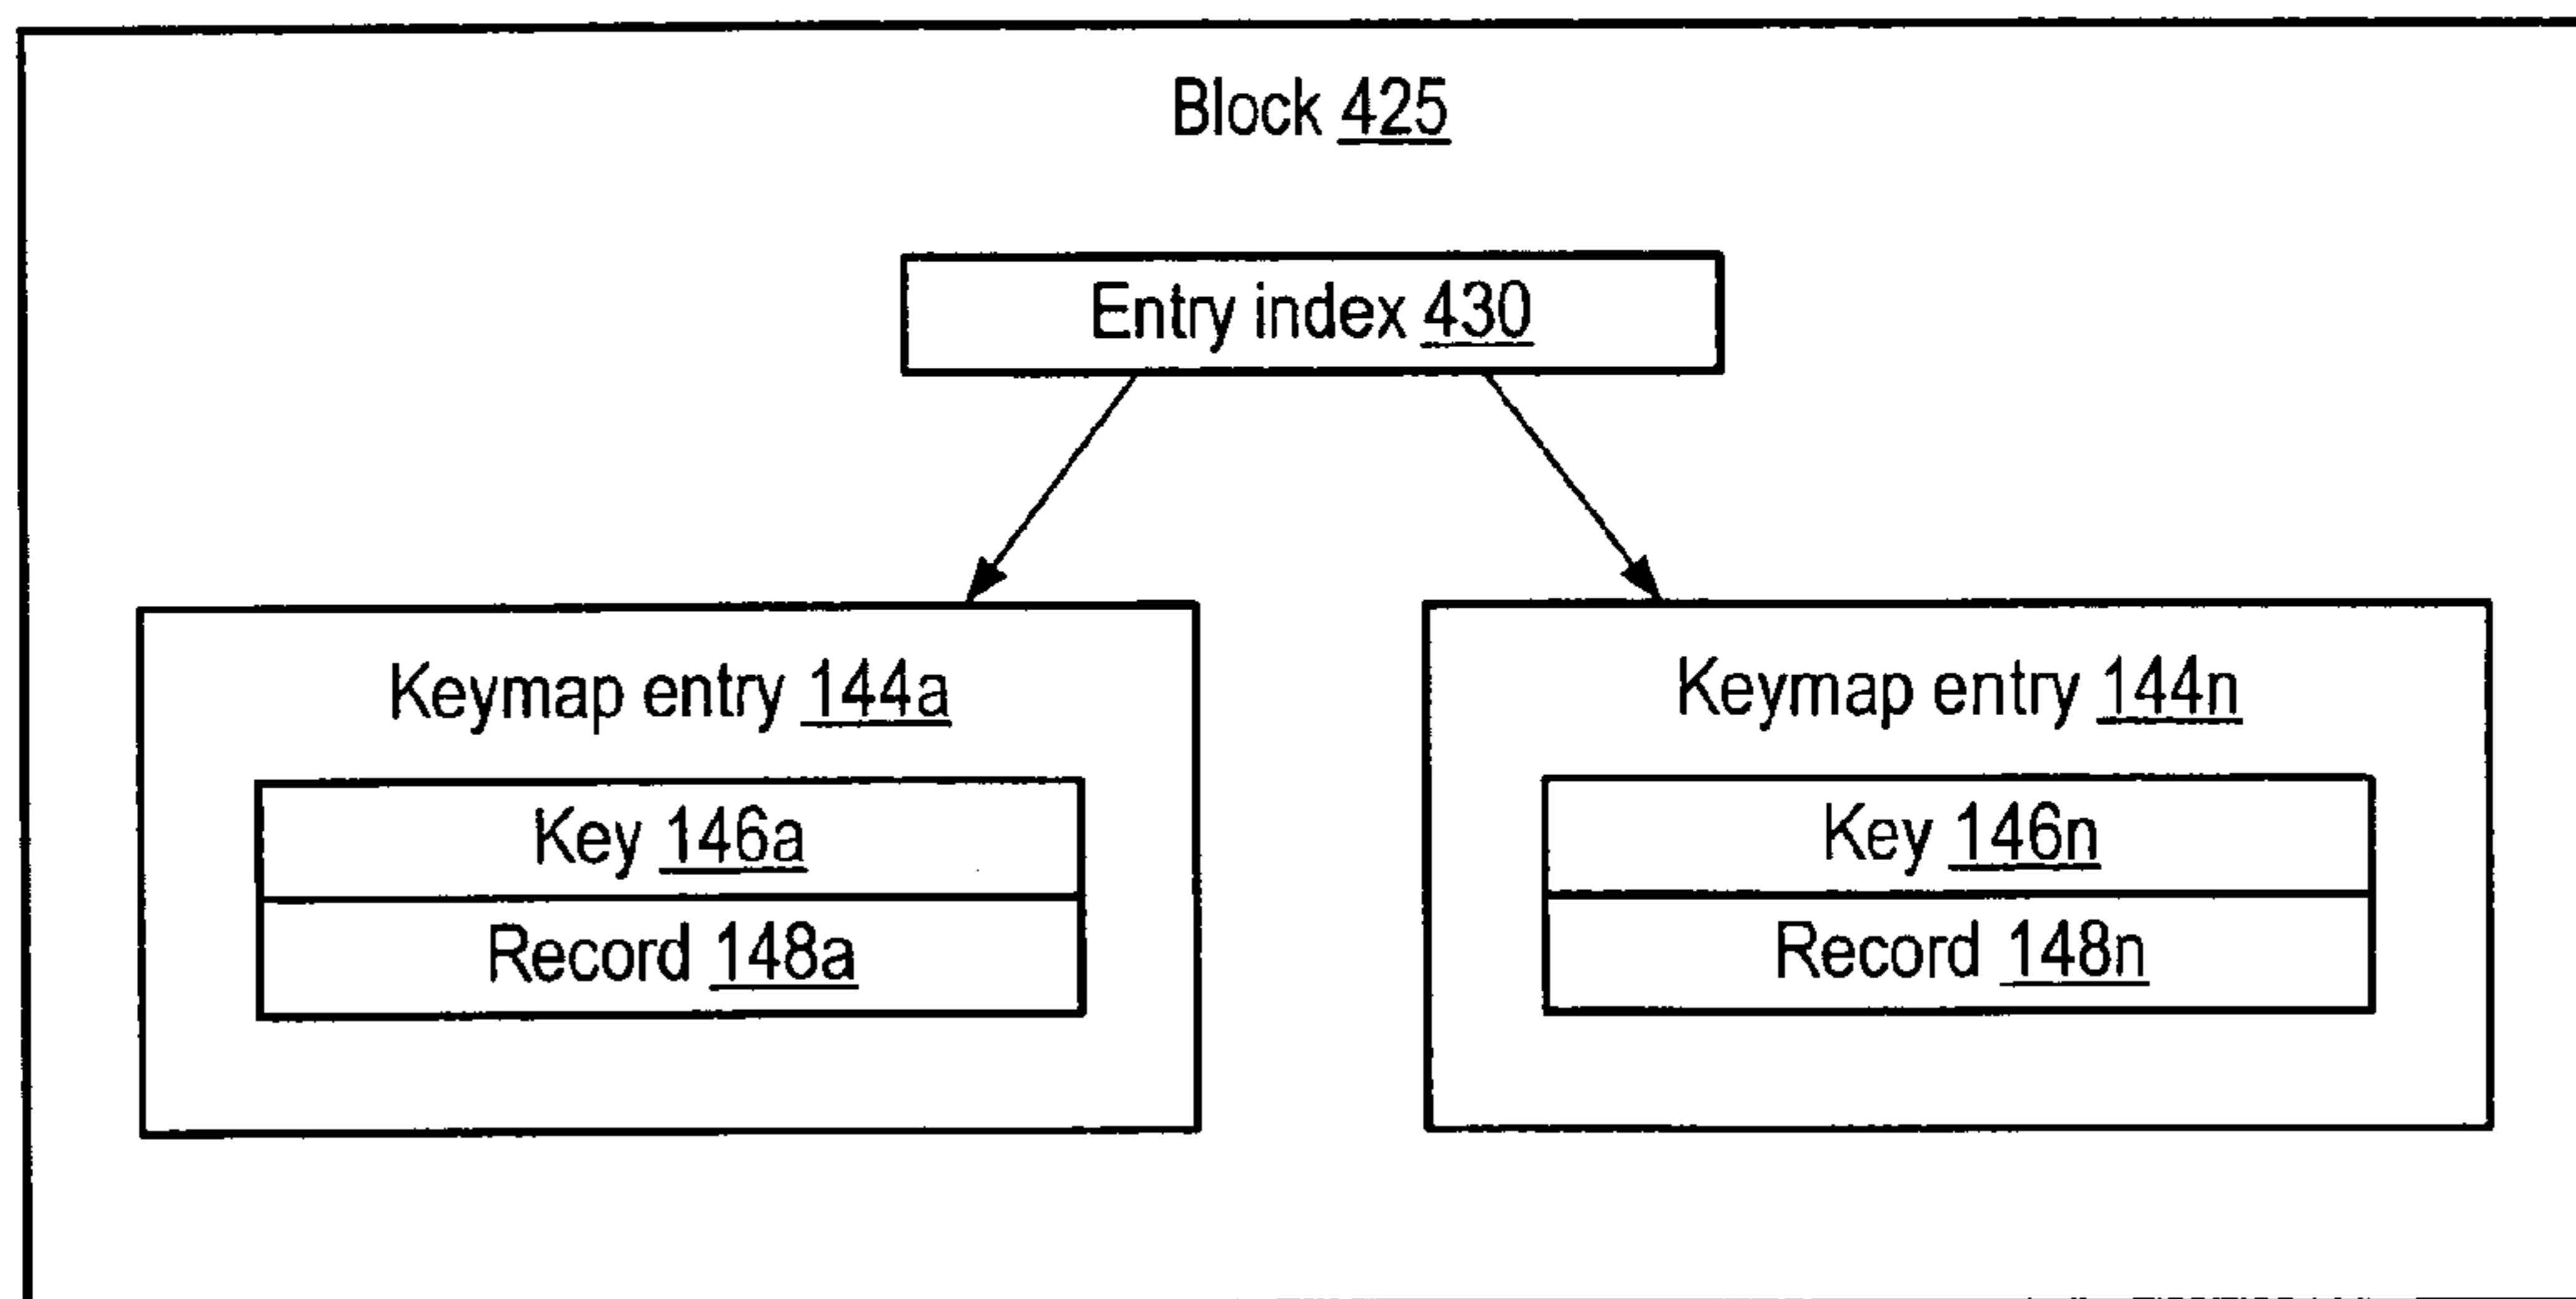 Block 425
Entry index 430
Keymap entry 144a
Key 146a
Record 148a
Keymap entry 144n
Key 146n
Record 148n